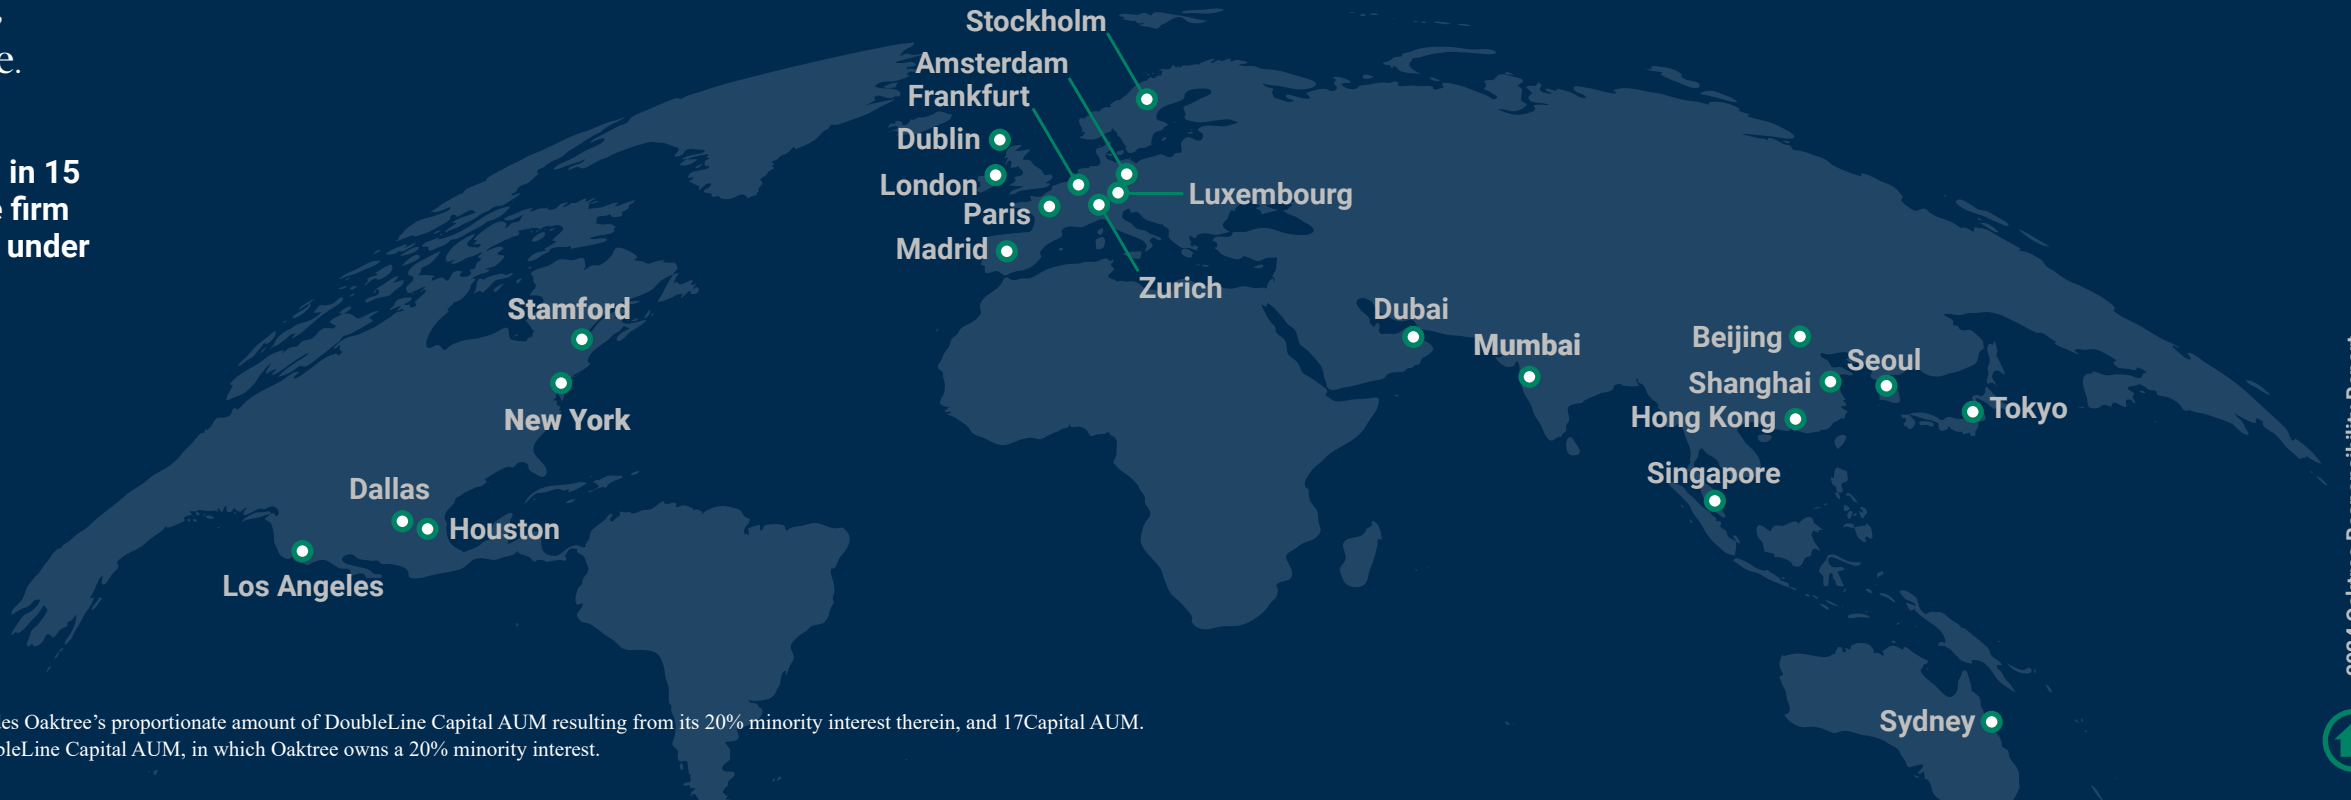 e.
in 15
firm
under
Stockholm
Amsterdam
Frankfurt
Dublin
London
Paris
Madrid
Luxembourg
Zurich
Stamford
New York
Dallas
Houston
Los Angeles
Dubai
Mumbai
Beijing
Seoul
Shanghai
Tokyo
Hong Kong
Singapore
Sydney
Oaktree’s proportionate amount of DoubleLine Capital AUM resulting from its 20% minority interest therein, and 17Capital AUM.
Capital AUM, in which Oaktree owns a 20% minority interest.